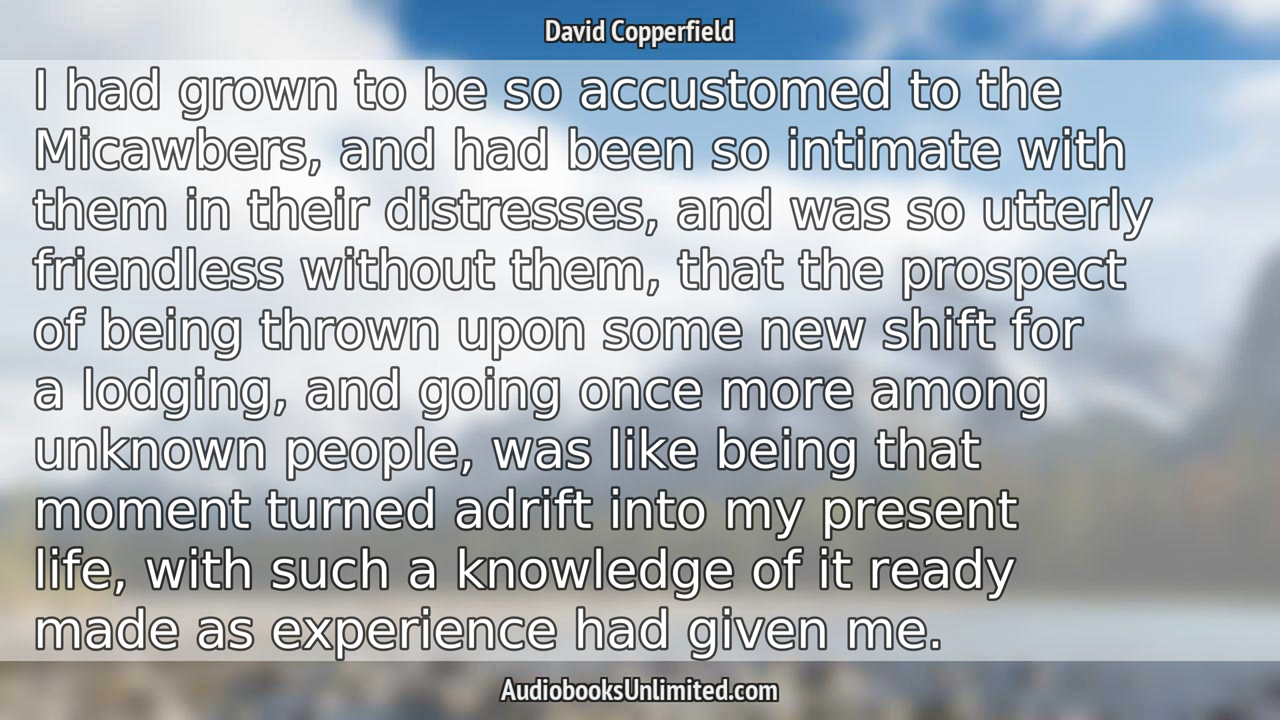 David Copperfield
I had grown to be so accustomed to the
Micawbers, and had been so intimate with
them in their distresses, and was so utterly
friendless without them, that the prospect
of being thrown upon some new shift for
a lodging, and going once more among
unknown people, was like being that
moment turned adrift into my present
life, with such a knowledge of it ready
made as experience had given me.
AudiobooksUnlimited.com